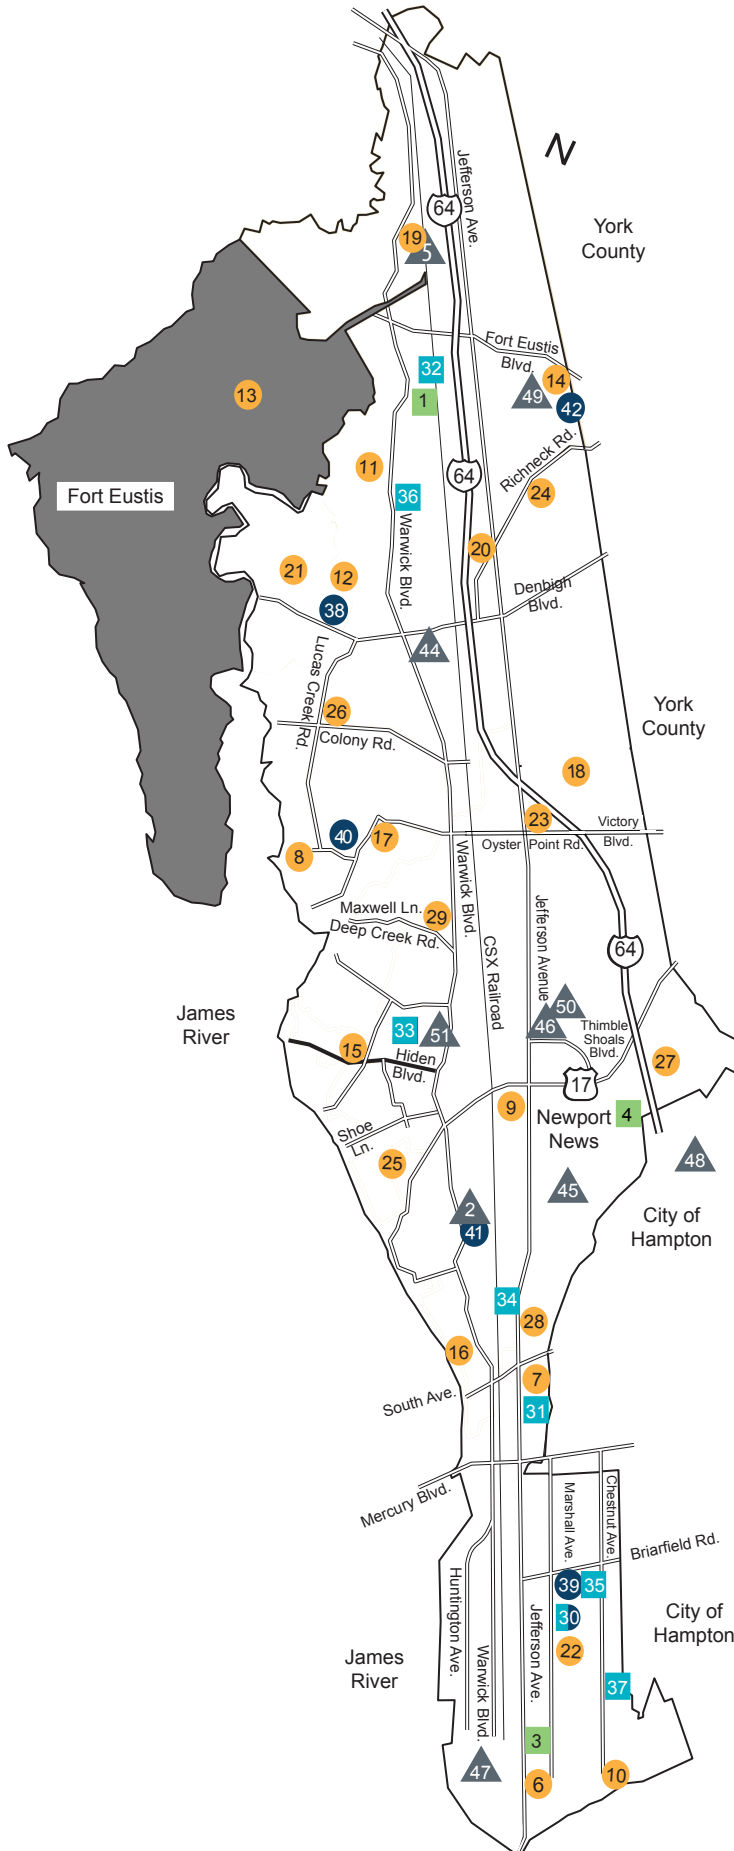 N
Jefferson Ave.
64
York
County
19
5
Fort Eustis
Blvd.
32
14
49
42
13
1
Richneck Rd.
11
64
24
Fort Eustis
36
Warwick Blvd.
20
21
12
Denbigh
Blvd.
38
44
Lucas Creek Rd.
26
Colony Rd.
York
County
18
23
Victory
Blvd.
40
17
Oyster Point Rd.
8
Warwick Blvd.
Maxwell Ln.
29
Deep Creek Rd.
Jefferson Avenue
CSX Railroad
64
James
River
50
46
33
51
Thimble
Shoals
Blvd.
15
Hiden
Blvd.
27
17
9
Newport
News
4
Shoe
Ln.
25
48
45
2
City of
Hampton
41
34
28
16
7
South Ave.
31
Mercury Blvd.
Marshall Ave.
Chestnut Ave.
Briarfield Rd.
Huntington Ave.
39
35
30
City of
Hampton
22
Jefferson Ave.
James
River
Warwick Blvd.
37
3
47
6
10